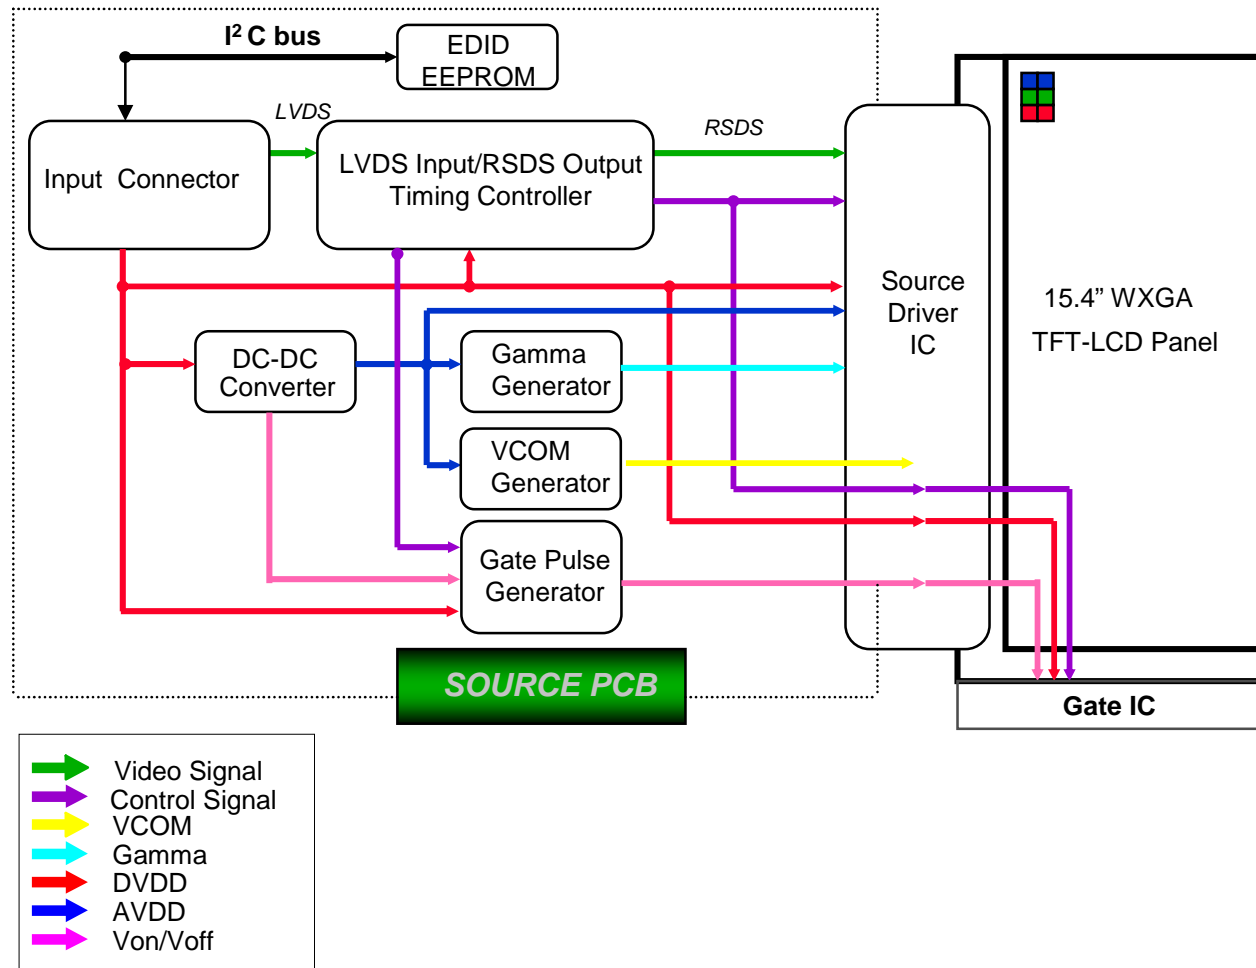 I² C bus
EDID
EEPROM
LVDS
RSDS
Input Connector
LVDS Input/RSDS Output
Timing Controller
Source
Driver
IC
15.4” WXGA
TFT-LCD Panel
DC-DC
Converter
Gamma
Generator
VCOM
Generator
Gate Pulse
Generator
SOURCE PCB
Gate IC
Video Signal
Control Signal
VCOM
Gamma
DVDD
AVDD
Von/Voff